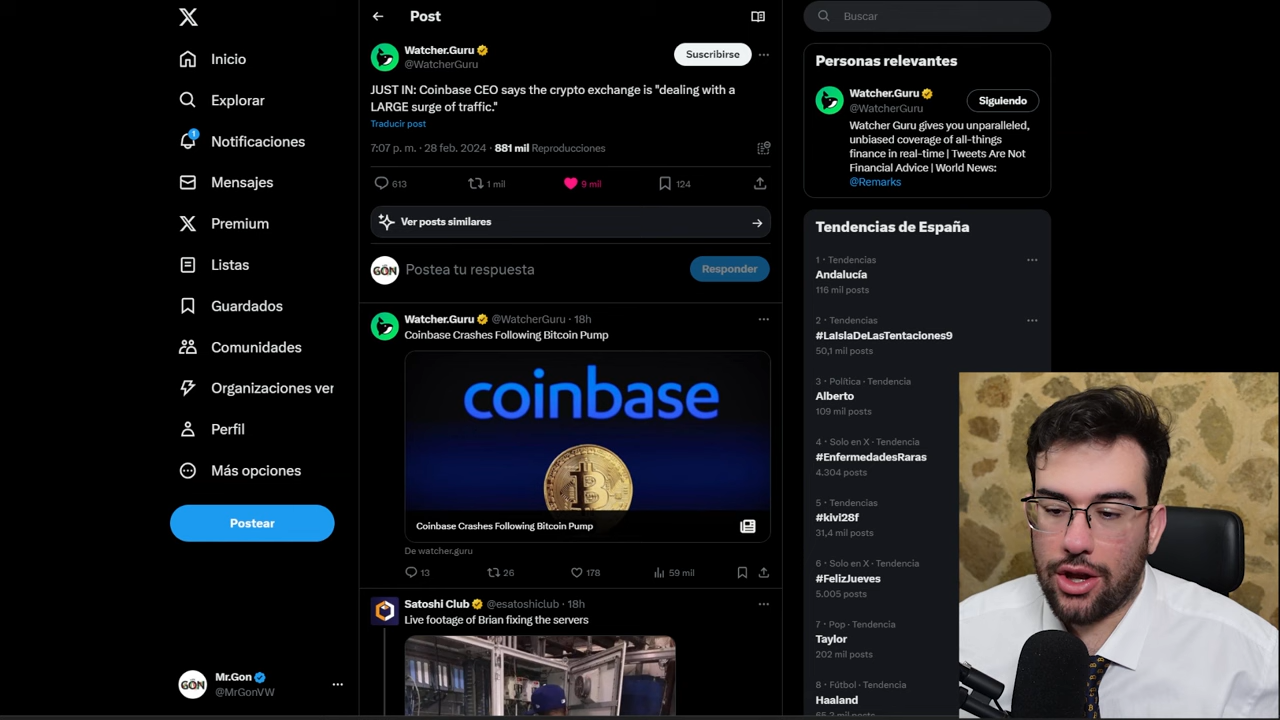 Inicio
Explorar
1
Notificaciones
Mensajes
Premium
Listas
Guardados
Comunidades
Organizaciones ver
Perfil
Más opciones
Postear
Mr.Gon
@MrGonVW
Post
Watcher.Guru
@WatcherGuru
Suscribirse
JUST IN: Coinbase CEO says the crypto exchange is "dealing with a
LARGE surge of traffic."
Traducir post
7:07 p. m. · 28 feb. 2024 · 881 mil Reproducciones
613 1 mil 9 mil 124
Ver posts similares
GON
Postea tu respuesta
Responder
Watcher.Guru @WatcherGuru · 18h
Coinbase Crashes Following Bitcoin Pump
coinbase
Coinbase Crashes Following Bitcoin Pump
De watcher.guru
13 26 178 59 mil
Satoshi Club @esatoshiclub · 18h
Live footage of Brian fixing the servers
Buscar
Personas relevantes
Watcher.Guru
@WatcherGuru
Siguiendo
Watcher Guru gives you unparalleled,
unbiased coverage of all-things
finance in real-time | Tweets Are Not
Financial Advice | World News:
@Remarks
Tendencias de España
1 · Tendencias
Andalucía
116 mil posts
2 · Tendencias
#LaIslaDeLasTentaciones9
50,1 mil posts
3 · Política · Tendencia
Alberto
109 mil posts
4 · Solo en X · Tendencia
#EnfermedadesRaras
4.304 posts
5 · Tendencias
#kivi28f
31,4 mil posts
6 · Solo en X · Tendencia
#FelizJueves
5.005 posts
7 · Pop · Tendencia
Taylor
202 mil posts
8 · Fútbol · Tendencia
Haaland